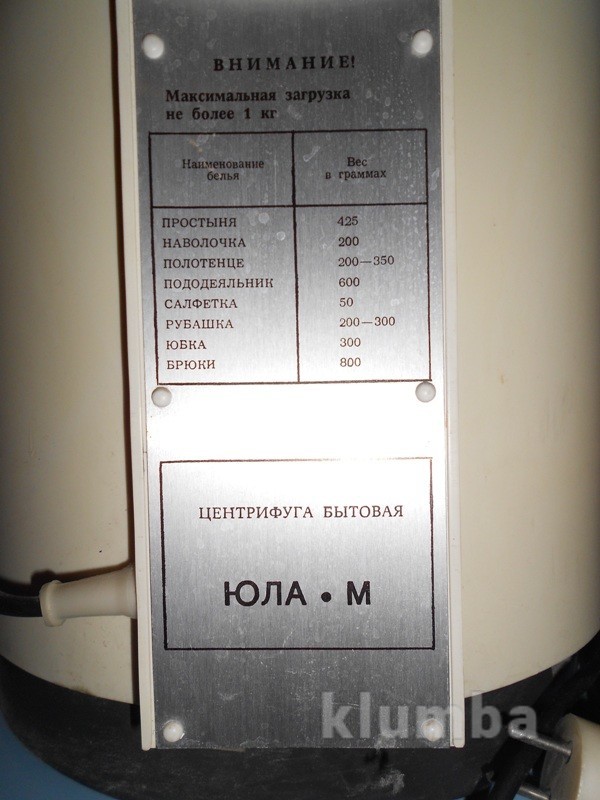 ВНИМАНИЕ!
Максимальная загрузка
не более 1 кг
Наименование белья
Вес в граммах
ПРОСТЫНЯ 425
НАВОЛОЧКА 200
ПОЛОТЕНЦЕ 200—350
ПОДОДЕЯЛЬНИК 600
САЛФЕТКА 50
РУБАШКА 200—300
ЮБКА 300
БРЮКИ 800
ЦЕНТРИФУГА БЫТОВАЯ
ЮЛА • М
klumba